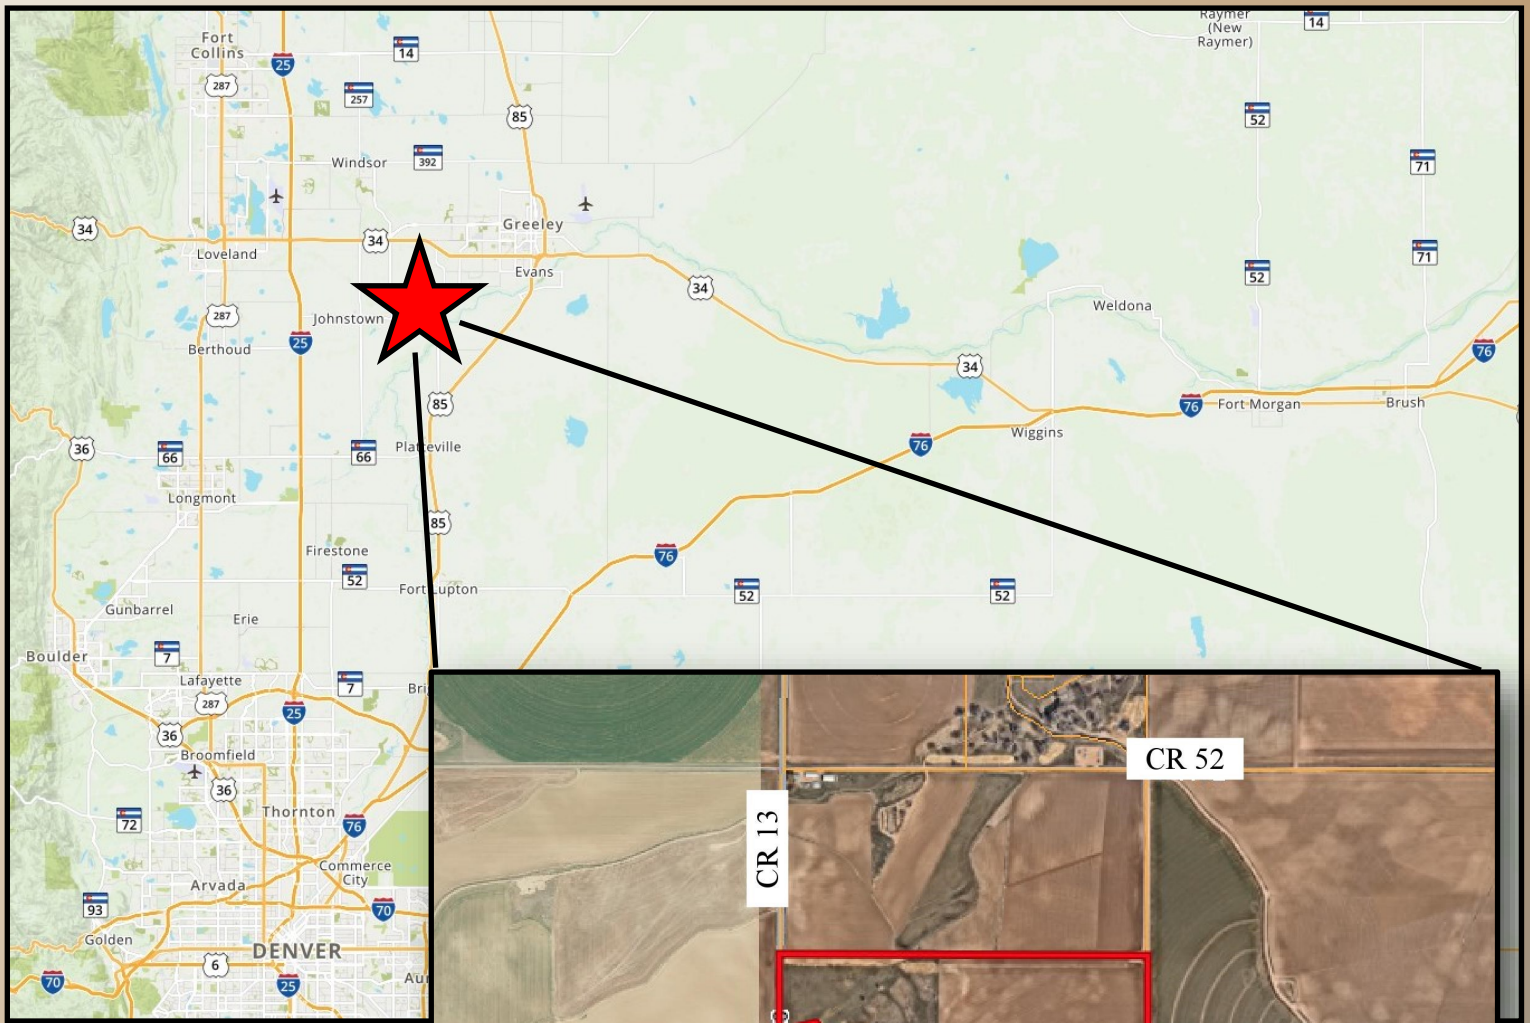 Raymer
(New
Raymer)
14
Fort
Collins
25
14
287
257
85
52
71
Windsor
392
34
Greeley
34
Loveland
Evans
34
52
71
287
Johnstown
25
Berthoud
Weldona
76
34
85
76
Fort Morgan
Brush
36
66
66
Platteville
76
Wiggins
Longmont
85
Firestone
52
76
Fort Lupton
52
52
Gunbarrel
Erie
Boulder
7
Lafayette
7
Bri
287
25
36
Broomfield
36
CR 52
Thornton
72
76
CR 13
Commerce
City
Arvada
93
70
Golden
DENVER
6
70
25
Au